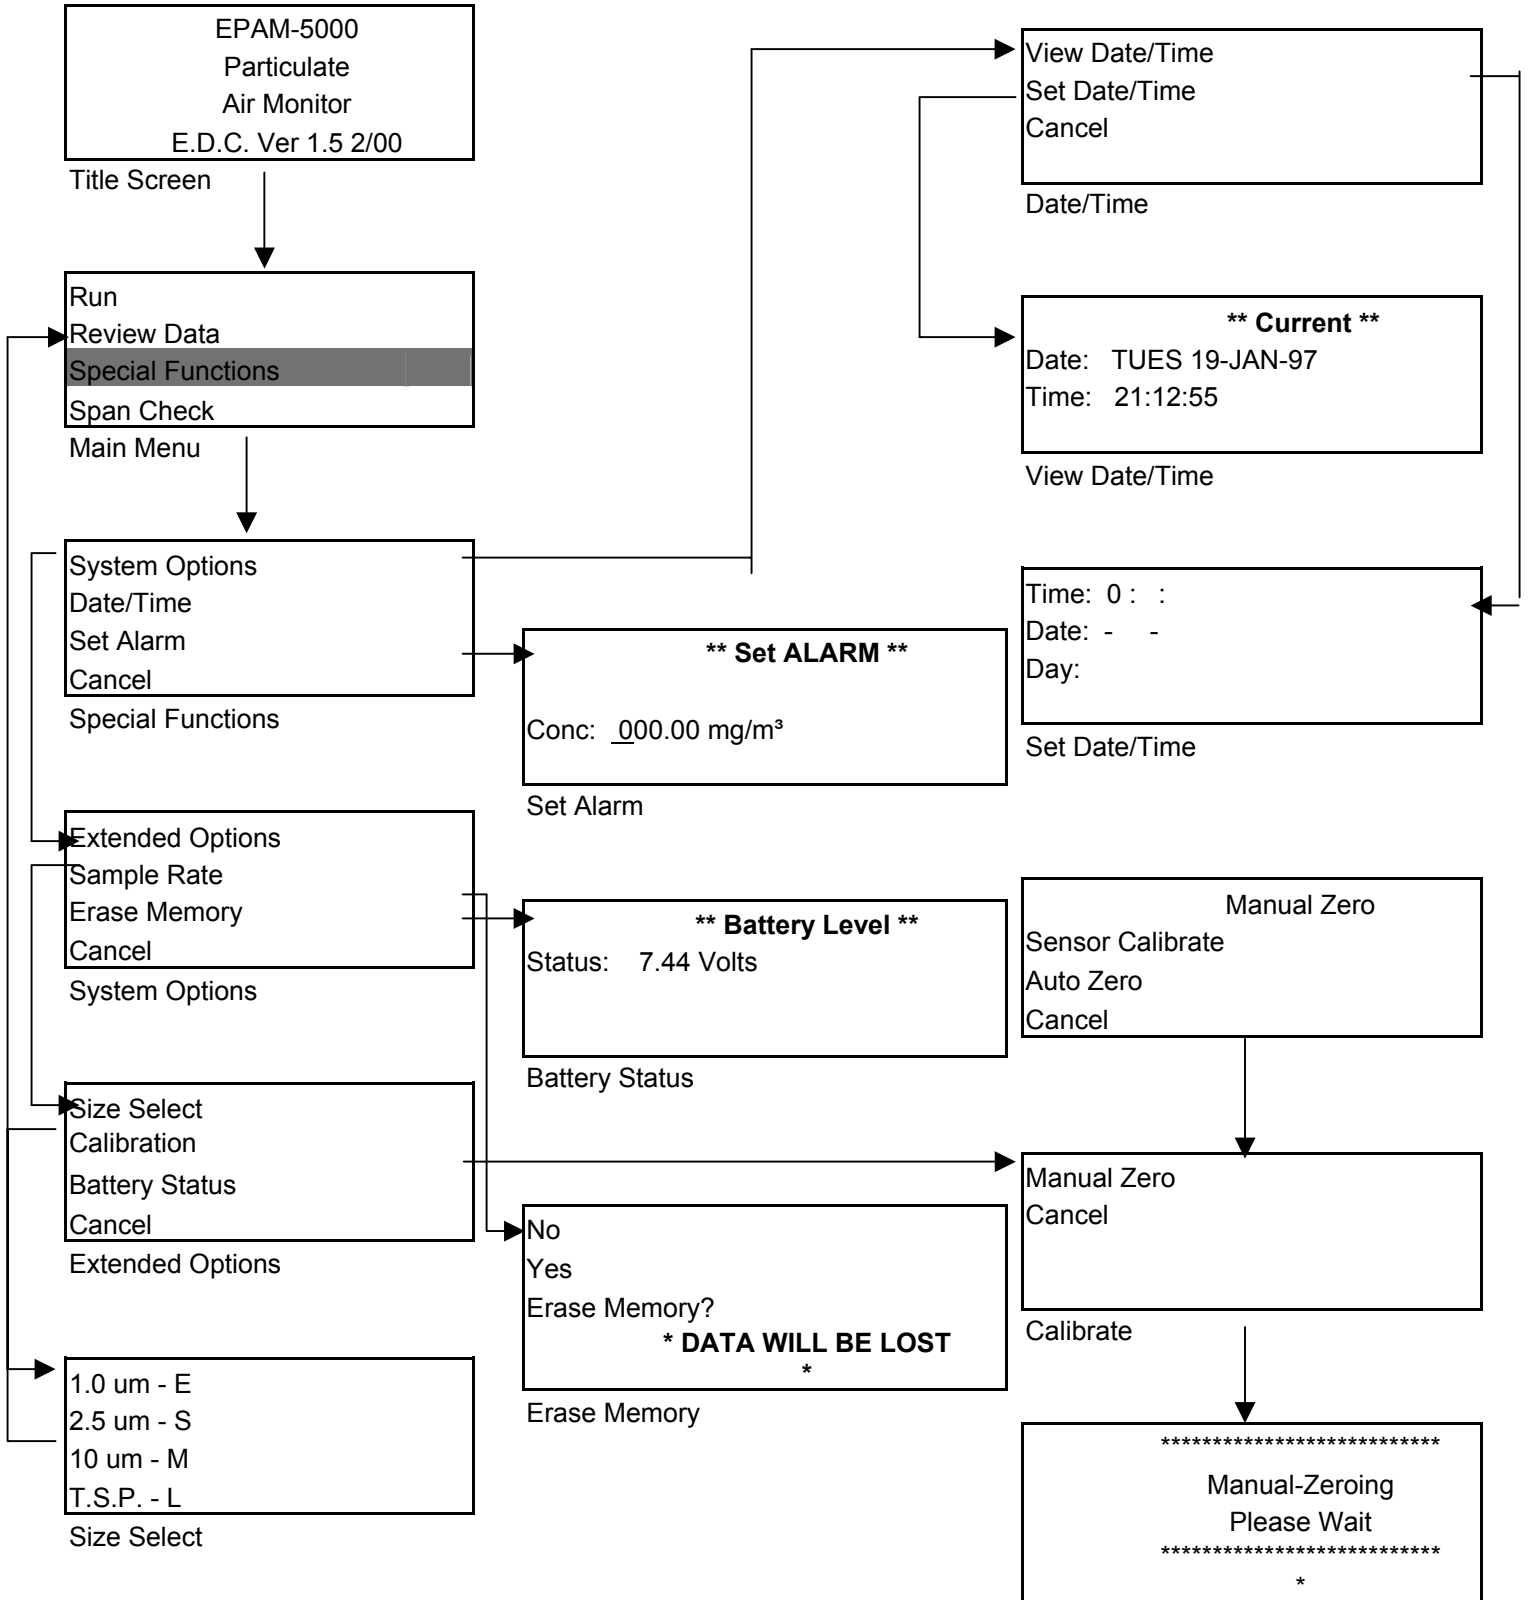 EPAM-5000
Particulate
Air Monitor
E.D.C. Ver 1.5 2/00
Title Screen
Run
Review Data
Special Functions
Span Check
Main Menu
System Options
Date/Time
Set Alarm
Cancel
Special Functions
Extended Options
Sample Rate
Erase Memory
Cancel
System Options
Size Select
Calibration
Battery Status
Cancel
Extended Options
1.0 um - E
2.5 um - S
10 um - M
T.S.P. - L
Size Select
** Set ALARM **
Conc: 000.00 mg/m³
Set Alarm
** Battery Level **
Status: 7.44 Volts
Battery Status
No
Yes
Erase Memory?
* DATA WILL BE LOST
*
Erase Memory
View Date/Time
Set Date/Time
Cancel
Date/Time
** Current **
Date: TUES 19-JAN-97
Time: 21:12:55
View Date/Time
Time: 0 : :
Date: - -
Day:
Set Date/Time
Manual Zero
Sensor Calibrate
Auto Zero
Cancel
Manual Zero
Cancel
Calibrate
***************************
Manual-Zeroing
Please Wait
***************************
*